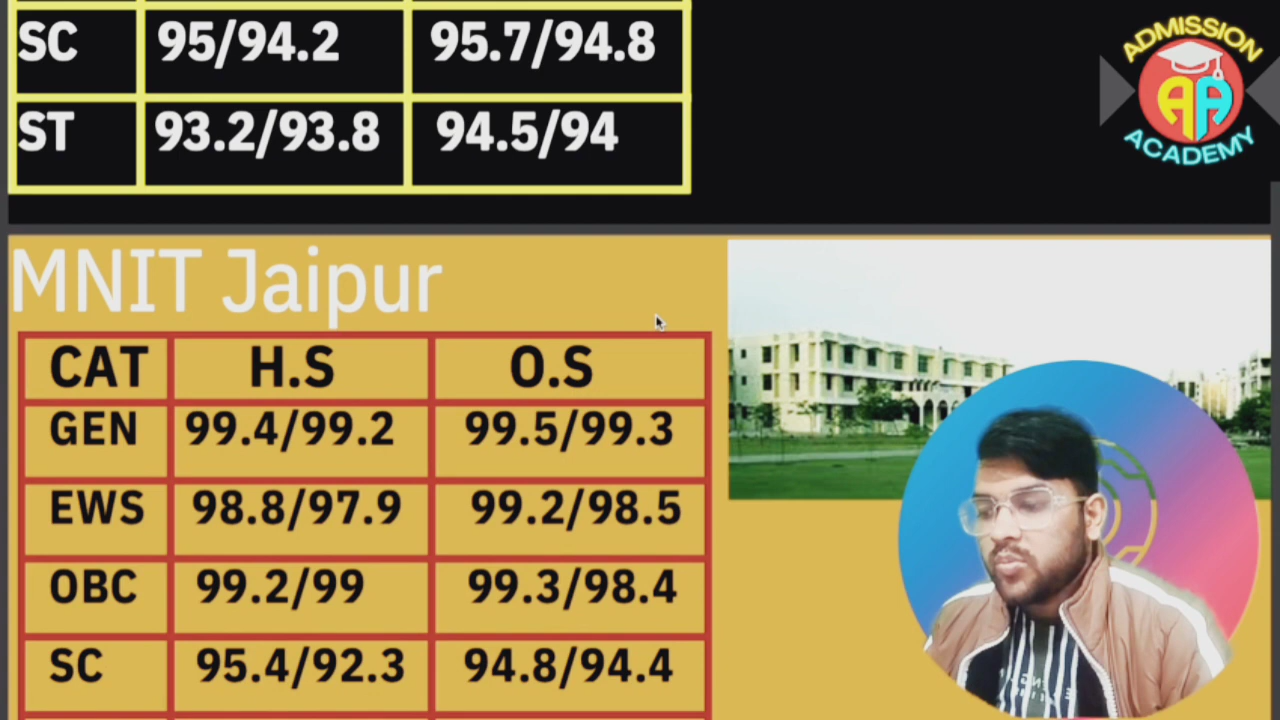 SC 95/94.2 95.7/94.8
ST 93.2/93.8 94.5/94
ADMISSION
AA
ACADEMY
MNIT Jaipur
CAT H.S O.S
GEN 99.4/99.2 99.5/99.3
EWS 98.8/97.9 99.2/98.5
OBC 99.2/99 99.3/98.4
SC 95.4/92.3 94.8/94.4